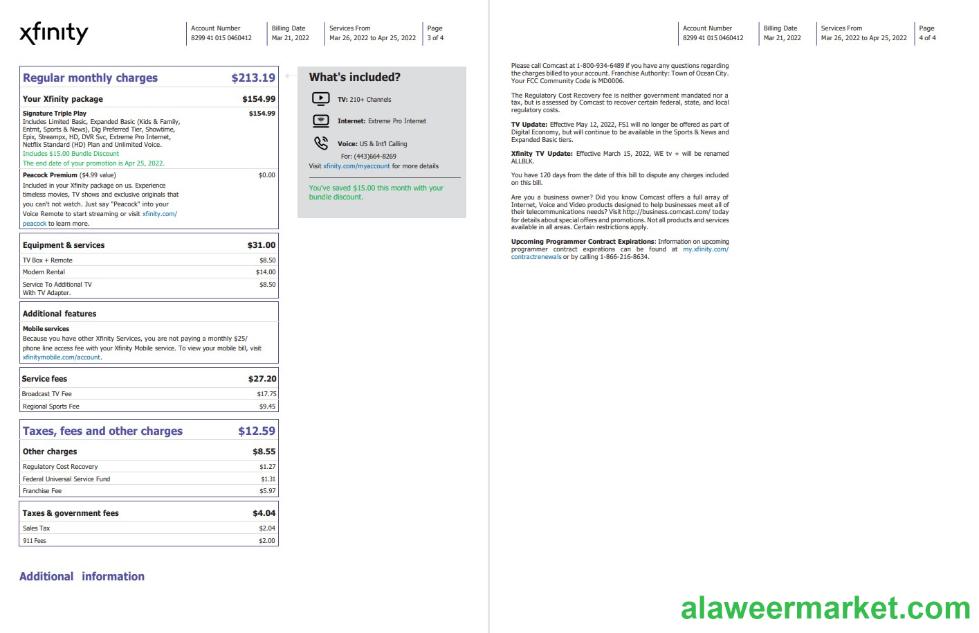 xfinity
Account Number
8299 41 015 0460412
Billing Date
Mar 21, 2022
Services From
Mar 26, 2022 to Apr 25, 2022
Page
3 of 4
Regular monthly charges $213.19
Your Xfinity package $154.99
Signature Triple Play $154.99
Includes Limited Basic, Expanded Basic (Kids & Family,
Entmt, Sports & News), Dig Preferred Tier, Showtime,
Epix, Streampx, HD, DVR Svc, Extreme Pro Internet,
Netflix Standard (HD) Plan and Unlimited Voice.
Includes $15.00 Bundle Discount
The end date of your promotion is Apr 25, 2022.
Peacock Premium ($4.99 value) $0.00
Included in your Xfinity package on us. Experience
timeless movies, TV shows and exclusive originals that
you can't not watch. Just say "Peacock" into your
Voice Remote to start streaming or visit xfinity.com/
peacock to learn more.
Equipment & services $31.00
TV Box + Remote $8.50
Modem Rental $14.00
Service To Additional TV $8.50
With TV Adapter.
Additional features
Mobile services
Because you have other Xfinity Services, you are not paying a monthly $25/
phone line access fee with your Xfinity Mobile service. To view your mobile bill, visit
xfinitymobile.com/account.
Service fees $27.20
Broadcast TV Fee $17.75
Regional Sports Fee $9.45
Taxes, fees and other charges $12.59
Other charges $8.55
Regulatory Cost Recovery $1.27
Federal Universal Service Fund $1.31
Franchise Fee $5.97
Taxes & government fees $4.04
Sales Tax $2.04
911 Fees $2.00
Additional information
What's included?
TV: 210+ Channels
Internet: Extreme Pro Internet
Voice: US & Int'l Calling
For: (443)664-8269
Visit xfinity.com/myaccount for more details
You've saved $15.00 this month with your
bundle discount.
Account Number
8299 41 015 0460412
Billing Date
Mar 21, 2022
Services From
Mar 26, 2022 to Apr 25, 2022
Page
4 of 4
Please call Comcast at 1-800-934-6489 if you have any questions regarding
the charges billed to your account. Franchise Authority: Town of Ocean City.
Your FCC Community Code is MD0006.
The Regulatory Cost Recovery fee is neither government mandated nor a
tax, but is assessed by Comcast to recover certain federal, state, and local
regulatory costs.
TV Update: Effective May 12, 2022, FS1 will no longer be offered as part of
Digital Economy, but will continue to be available in the Sports & News and
Expanded Basic tiers.
Xfinity TV Update: Effective March 15, 2022, WE tv + will be renamed
ALLBLK.
You have 120 days from the date of this bill to dispute any charges included
on this bill.
Are you a business owner? Did you know Comcast offers a full array of
Internet, Voice and Video products designed to help businesses meet all of
their telecommunications needs? Visit http://business.comcast.com/ today
for details about special offers and promotions. Not all products and services
available in all areas. Certain restrictions apply.
Upcoming Programmer Contract Expirations: Information on upcoming
programmer contract expirations can be found at my.xfinity.com/
contractrenewals or by calling 1-866-216-8634.
alaweermarket.com